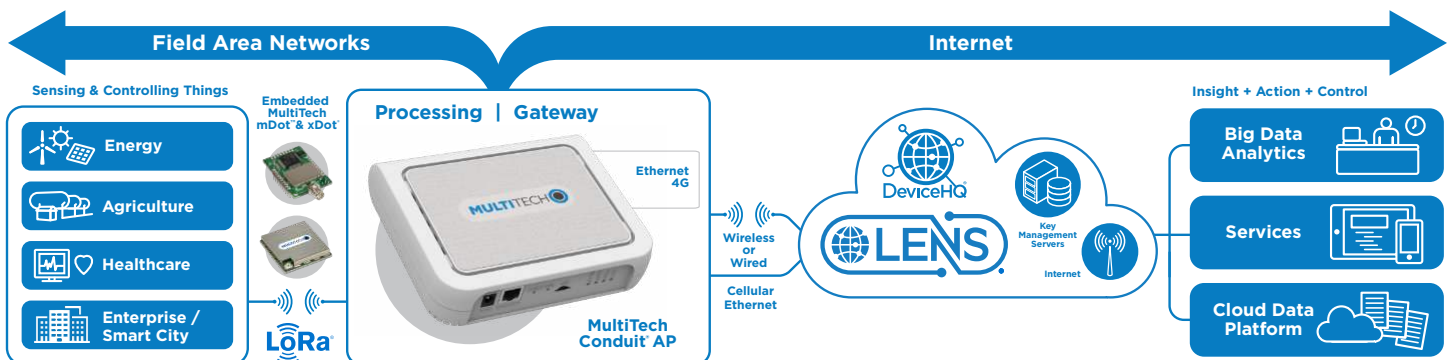 Field Area Networks
Internet
Sensing & Controlling Things
Energy
Agriculture
Healthcare
Enterprise /
Smart City
Embedded
MultiTech
mDot™ & xDot®
MULTITECH
LoRa®
Processing | Gateway
MULTITECH
Ethernet
4G
MultiTech
Conduit® AP
Wireless
or
Wired
Cellular
Ethernet
DeviceHQ®
LENS
Key
Management
Servers
Internet
Insight + Action + Control
Big Data
Analytics
Services
Cloud Data
Platform